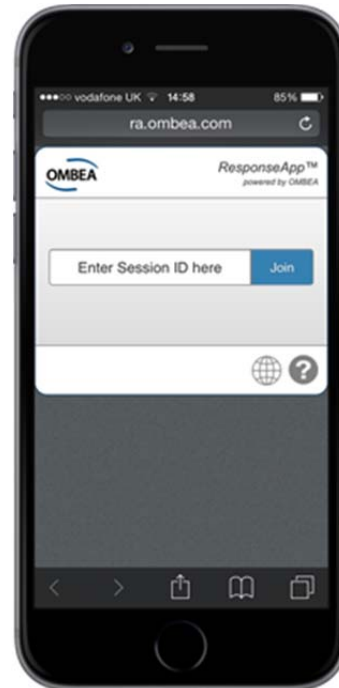 vodafone UK 14:58 85%
ra.ombea.com
OMBEA ResponseApp™
powered by OMBEA
Enter Session ID here Join
?